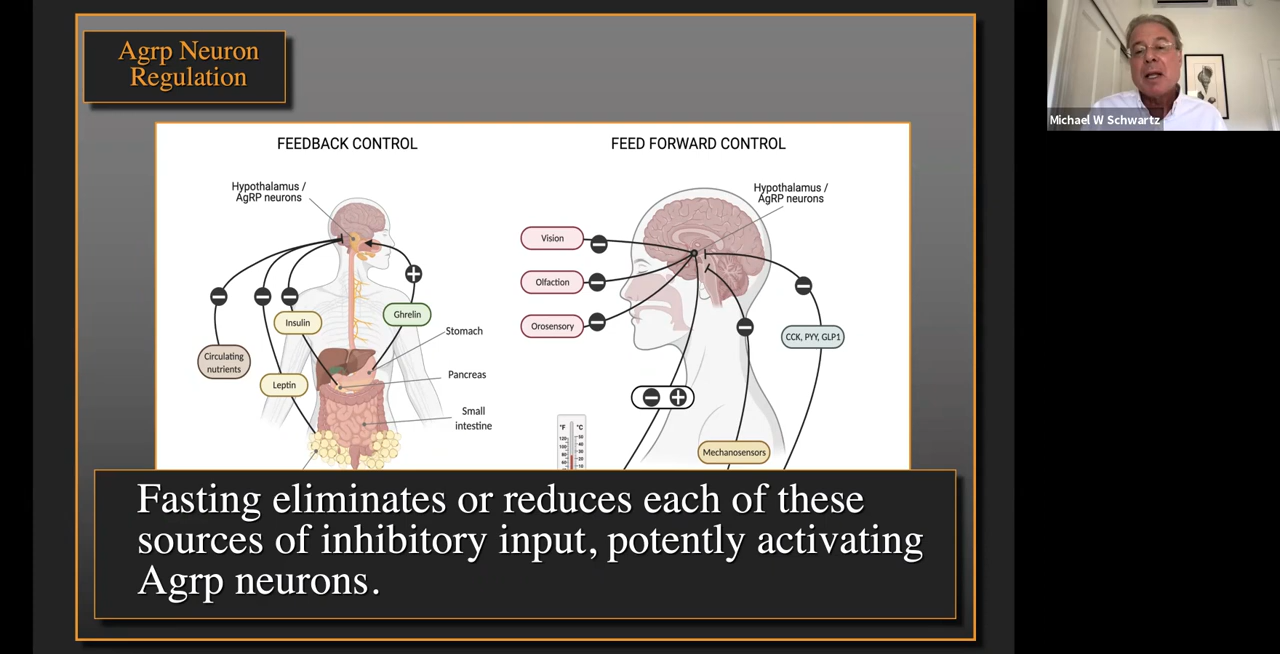 Agrp Neuron
Regulation
FEEDBACK CONTROL
Hypothalamus /
AgRP neurons
Insulin
Ghrelin
Circulating
nutrients
Leptin
Stomach
Pancreas
Small
intestine
FEED FORWARD CONTROL
Hypothalamus /
AgRP neurons
Vision
Olfaction
Orosensory
CCK, PYY, GLP1
Mechanosensors
°F
°C
Fasting eliminates or reduces each of these
sources of inhibitory input, potently activating
Agrp neurons.
Michael W Schwartz